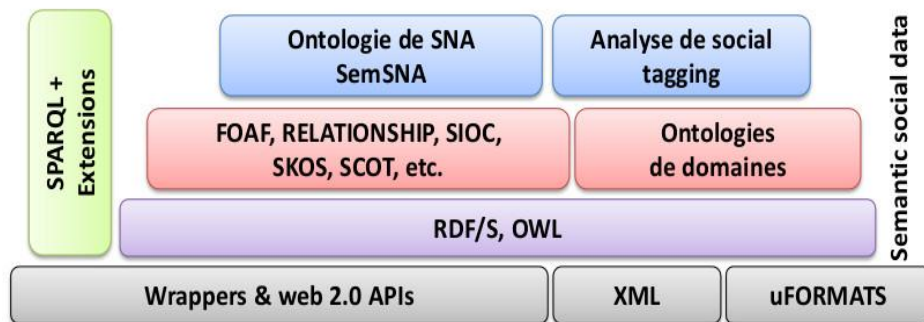 SPARQL +
Extensions
Ontologie de SNA
SemSNA
Analyse de social
tagging
FOAF, RELATIONSHIP, SIOC,
SKOS, SCOT, etc.
Ontologies
de domaines
RDF/S, OWL
Semantic social data
Wrappers & web 2.0 APIs
XML
uFORMATS